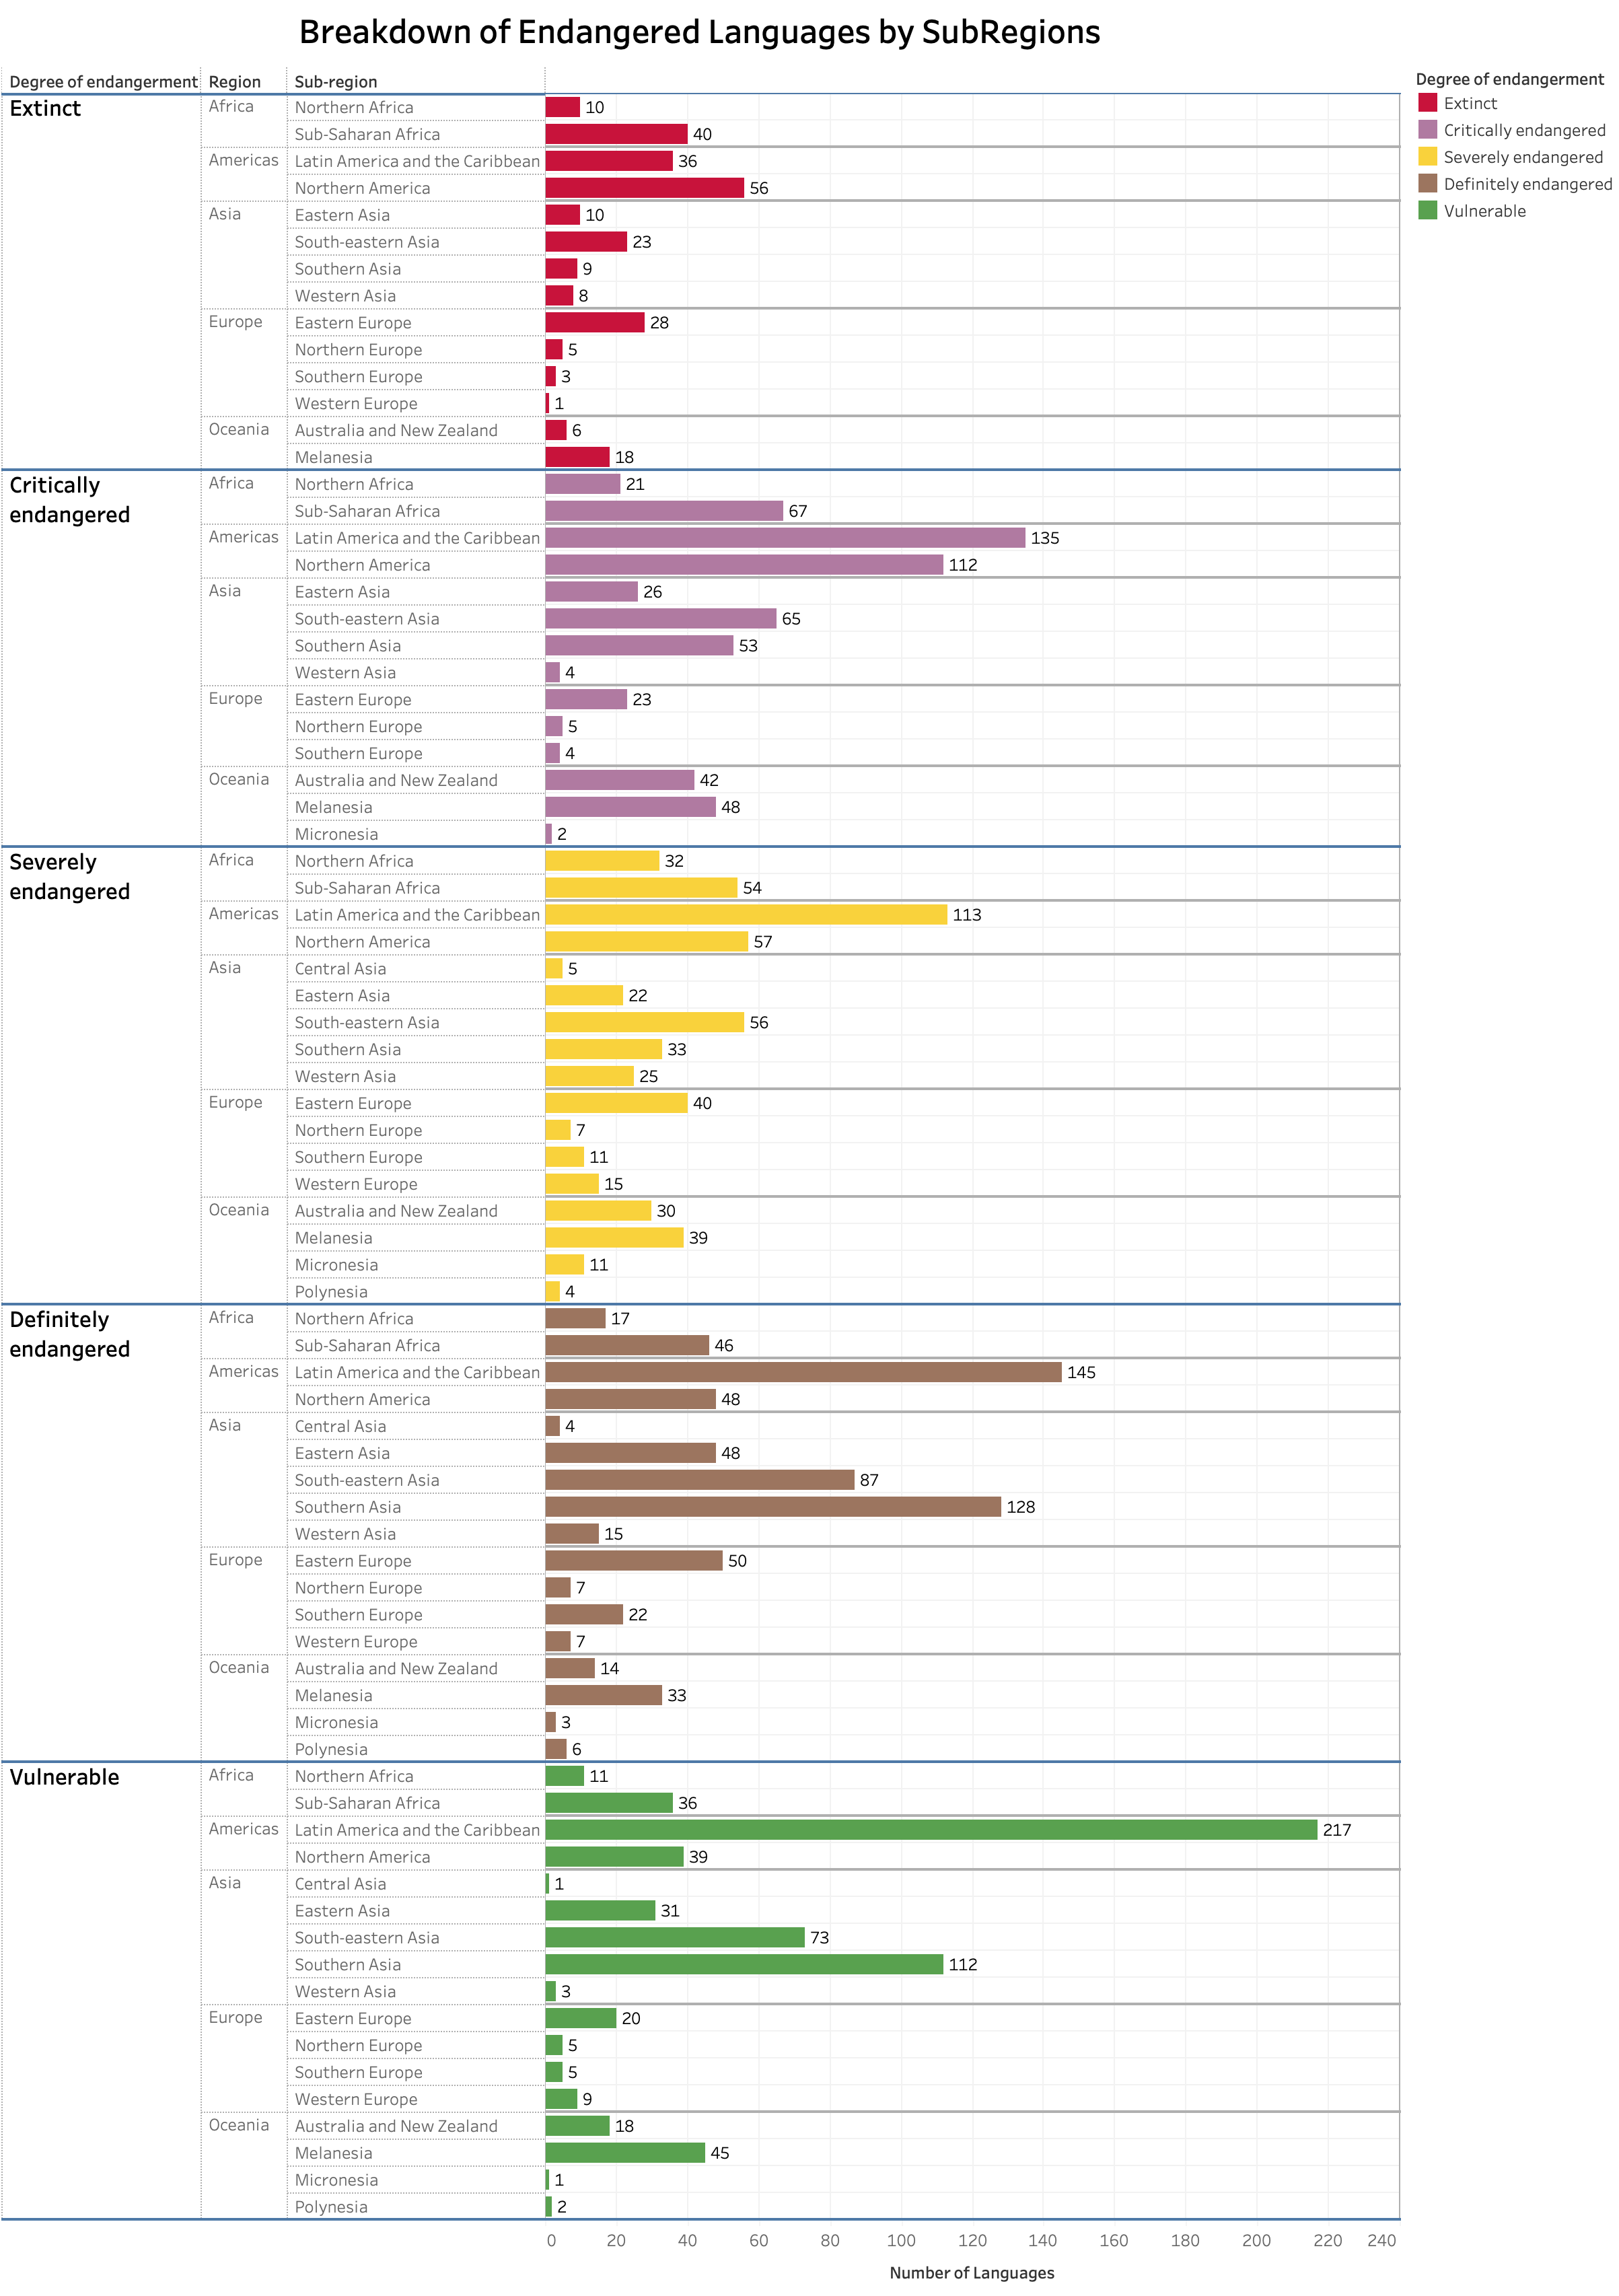 Breakdown of Endangered Languages by SubRegions
Degree of endangerment Region Sub-region
Extinct Africa Northern Africa 10
Sub-Saharan Africa 40
Americas Latin America and the Caribbean 36
Northern America 56
Asia Eastern Asia 10
South-eastern Asia 23
Southern Asia 9
Western Asia 8
Europe Eastern Europe 28
Northern Europe 5
Southern Europe 3
Western Europe 1
Oceania Australia and New Zealand 6
Melanesia 18
Critically
endangered
Africa Northern Africa 21
Sub-Saharan Africa 67
Americas Latin America and the Caribbean 135
Northern America 112
Asia Eastern Asia 26
South-eastern Asia 65
Southern Asia 53
Western Asia 4
Europe Eastern Europe 23
Northern Europe 5
Southern Europe 4
Oceania Australia and New Zealand 42
Melanesia 48
Micronesia 2
Severely
endangered
Africa Northern Africa 32
Sub-Saharan Africa 54
Americas Latin America and the Caribbean 113
Northern America 57
Asia Central Asia 5
Eastern Asia 22
South-eastern Asia 56
Southern Asia 33
Western Asia 25
Europe Eastern Europe 40
Northern Europe 7
Southern Europe 11
Western Europe 15
Oceania Australia and New Zealand 30
Melanesia 39
Micronesia 11
Polynesia 4
Definitely
endangered
Africa Northern Africa 17
Sub-Saharan Africa 46
Americas Latin America and the Caribbean 145
Northern America 48
Asia Central Asia 4
Eastern Asia 48
South-eastern Asia 87
Southern Asia 128
Western Asia 15
Europe Eastern Europe 50
Northern Europe 7
Southern Europe 22
Western Europe 7
Oceania Australia and New Zealand 14
Melanesia 33
Micronesia 3
Polynesia 6
Vulnerable Africa Northern Africa 11
Sub-Saharan Africa 36
Americas Latin America and the Caribbean 217
Northern America 39
Asia Central Asia 1
Eastern Asia 31
South-eastern Asia 73
Southern Asia 112
Western Asia 3
Europe Eastern Europe 20
Northern Europe 5
Southern Europe 5
Western Europe 9
Oceania Australia and New Zealand 18
Melanesia 45
Micronesia 1
Polynesia 2
0 20 40 60 80 100 120 140 160 180 200 220 240
Number of Languages
Degree of endangerment
Extinct
Critically endangered
Severely endangered
Definitely endangered
Vulnerable